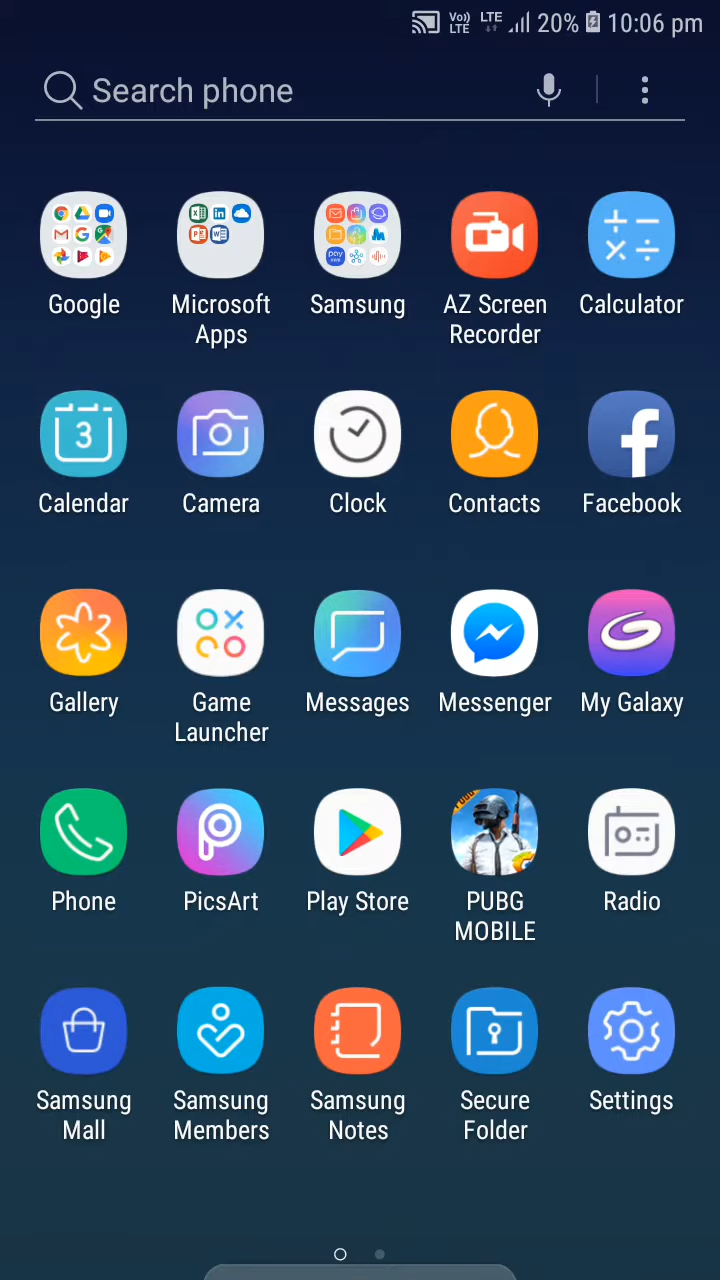 Vo)) LTE LTE 20% 10:06 pm
Search phone
Google
Microsoft
Apps
Samsung
AZ Screen
Recorder
Calculator
3
Calendar
Camera
Clock
Contacts
Facebook
Gallery
Game
Launcher
Messages
Messenger
My Galaxy
Phone
PicsArt
Play Store
PUBG
MOBILE
Radio
Samsung
Mall
Samsung
Members
Samsung
Notes
Secure
Folder
Settings